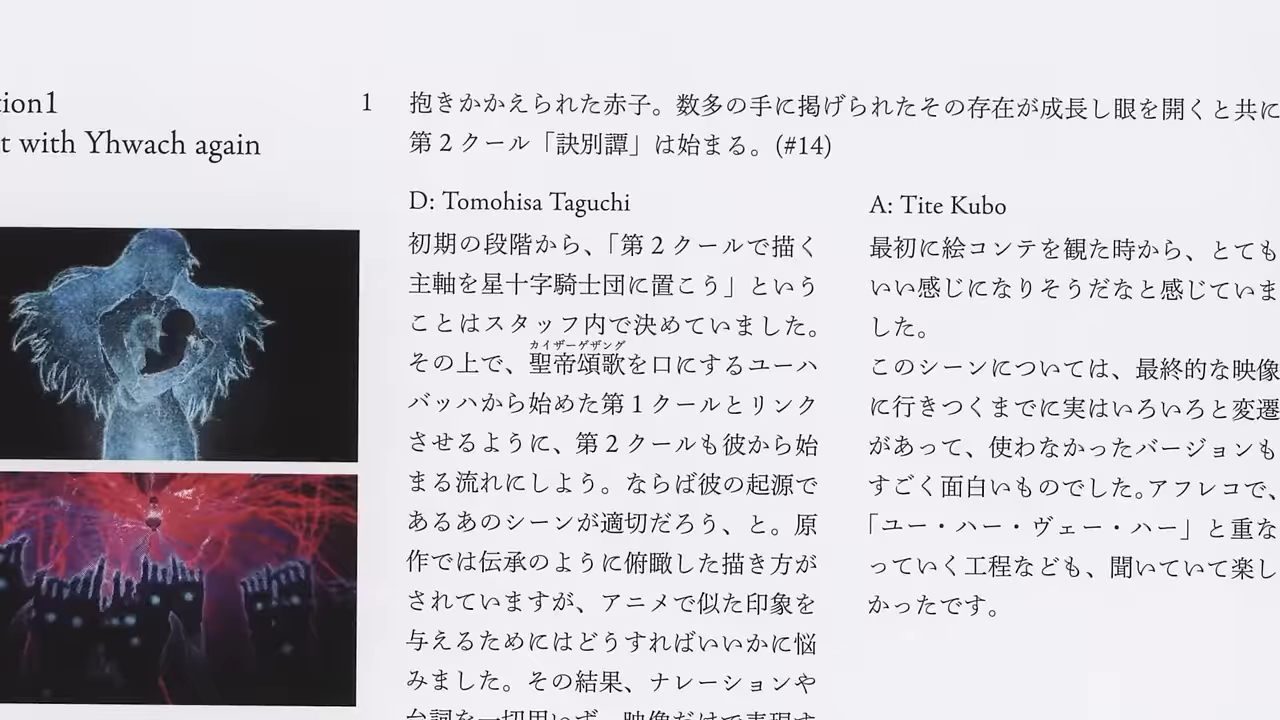 tion1
t with Yhwach again
1
抱きかかえられた赤子。数多の手に掲げられたその存在が成長し眼を開くと共に
第2クール「訣別譚」は始まる。(#14)
D: Tomohisa Taguchi
初期の段階から、「第2クールで描く
主軸を星十字騎士団に置こう」という
ことはスタッフ内で決めていました。
カイザーゲザング
その上で、聖帝頌歌を口にするユーハ
バッハから始めた第1クールとリンク
させるように、第2クールも彼から始
まる流れにしよう。ならば彼の起源で
あるあのシーンが適切だろう、と。原
作では伝承のように俯瞰した描き方が
されていますが、アニメで似た印象を
与えるためにはどうすればいいかに悩
みました。その結果、ナレーションや
台詞を一切用いず、映像だけで表現す
A: Tite Kubo
最初に絵コンテを観た時から、とても
いい感じになりそうだなと感じていま
した。
このシーンについては、最終的な映像
に行きつくまでに実はいろいろと変遷
があって、使わなかったバージョンも
すごく面白いものでした。アフレコで、
「ユー・ハー・ヴェー・ハー」と重な
っていく工程なども、聞いていて楽し
かったです。